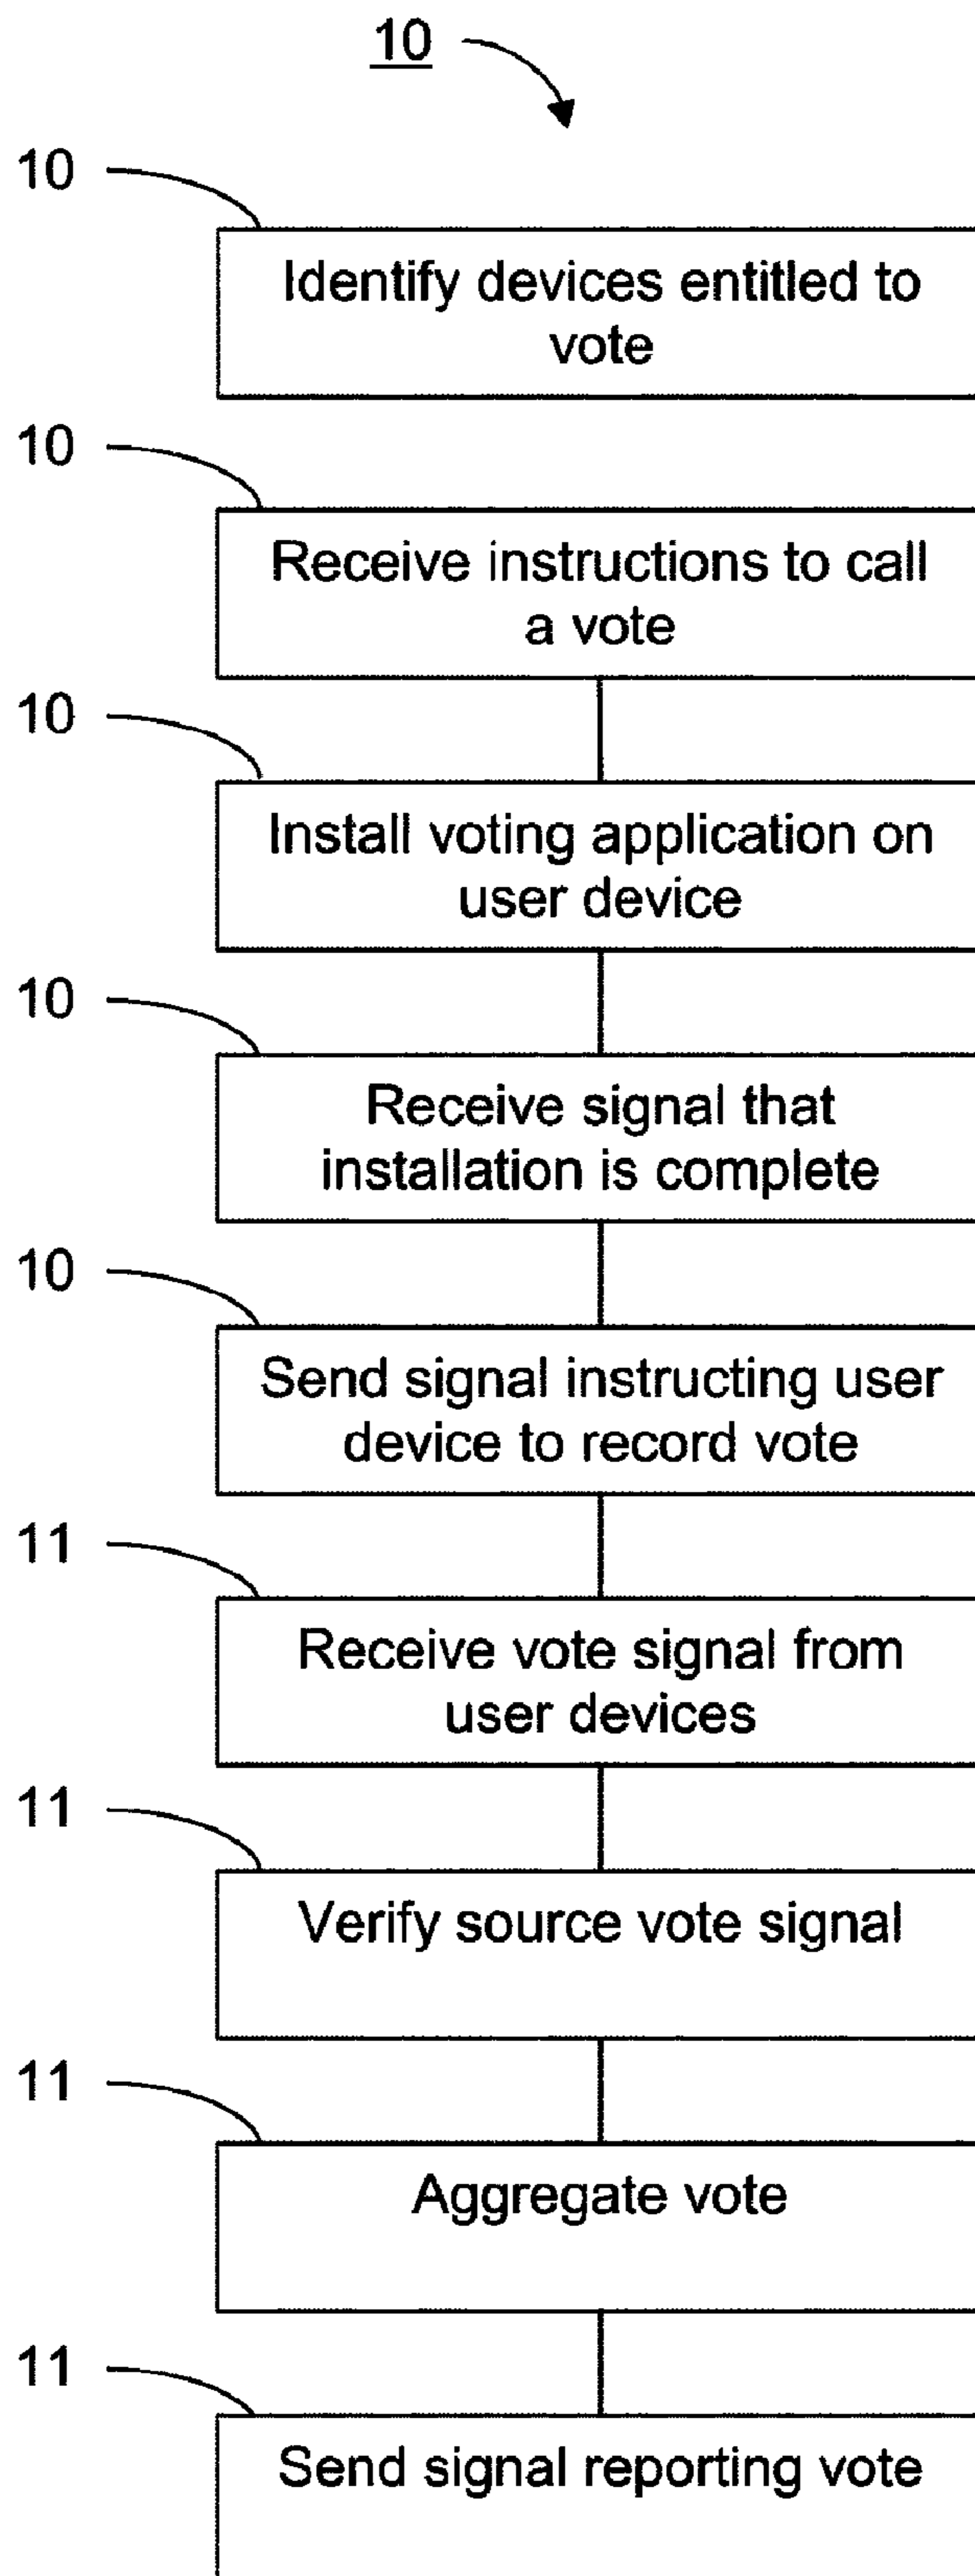 10
10
Identify devices entitled to
vote
10
Receive instructions to call
a vote
10
Install voting application on
user device
10
Receive signal that
installation is complete
10
Send signal instructing user
device to record vote
11
Receive vote signal from
user devices
11
Verify source vote signal
11
Aggregate vote
11
Send signal reporting vote